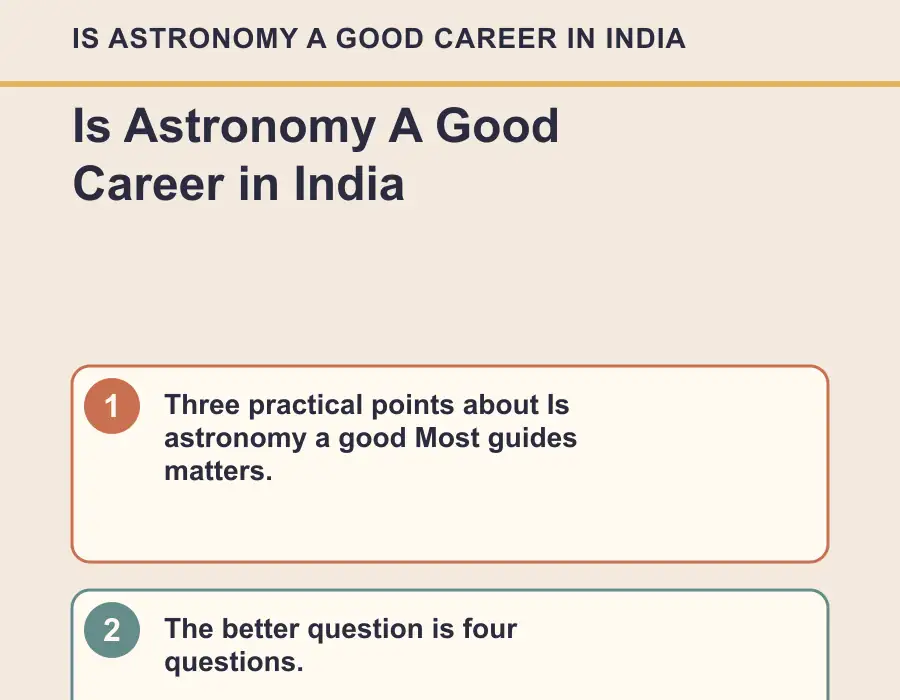 IS ASTRONOMY A GOOD CAREER IN INDIA
Is Astronomy A Good
Career in India
1
Three practical points about Is
astronomy a good Most guides
matters.
2
The better question is four
questions.